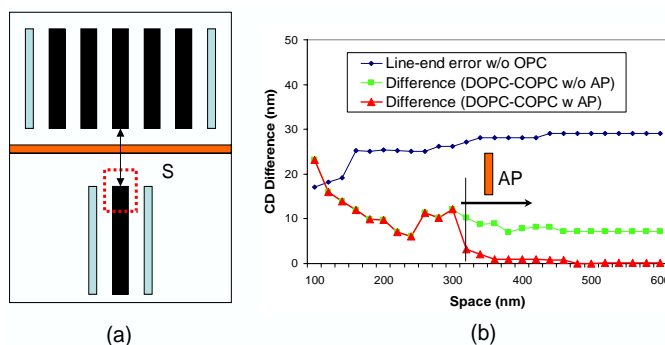 S
(a)
CD Difference (nm)
50
40
30
20
10
0
Line-end error w/o OPC
Difference (DOPC-COPC w/o AP)
Difference (DOPC-COPC w AP)
AP
100 200 300 400 500 600
Space (nm)
(b)